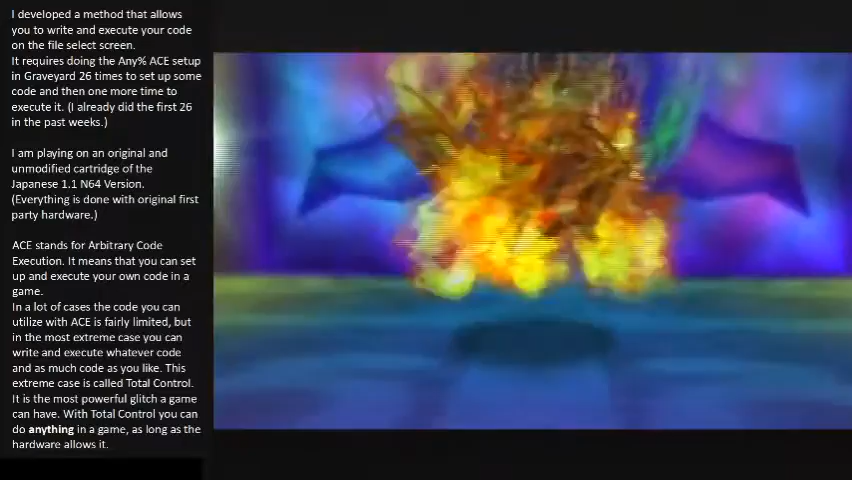 I developed a method that allows
you to write and execute your code
on the file select screen.
It requires doing the Any% ACE setup
in Graveyard 26 times to set up some
code and then one more time to
execute it. (I already did the first 26
in the past weeks.)
I am playing on an original and
unmodified cartridge of the
Japanese 1.1 N64 Version.
(Everything is done with original first
party hardware.)
ACE stands for Arbitrary Code
Execution. It means that you can set
up and execute your own code in a
game.
In a lot of cases the code you can
utilize with ACE is fairly limited, but
in the most extreme case you can
write and execute whatever code
and as much code as you like. This
extreme case is called Total Control.
It is the most powerful glitch a game
can have. With Total Control you can
do anything in a game, as long as the
hardware allows it.